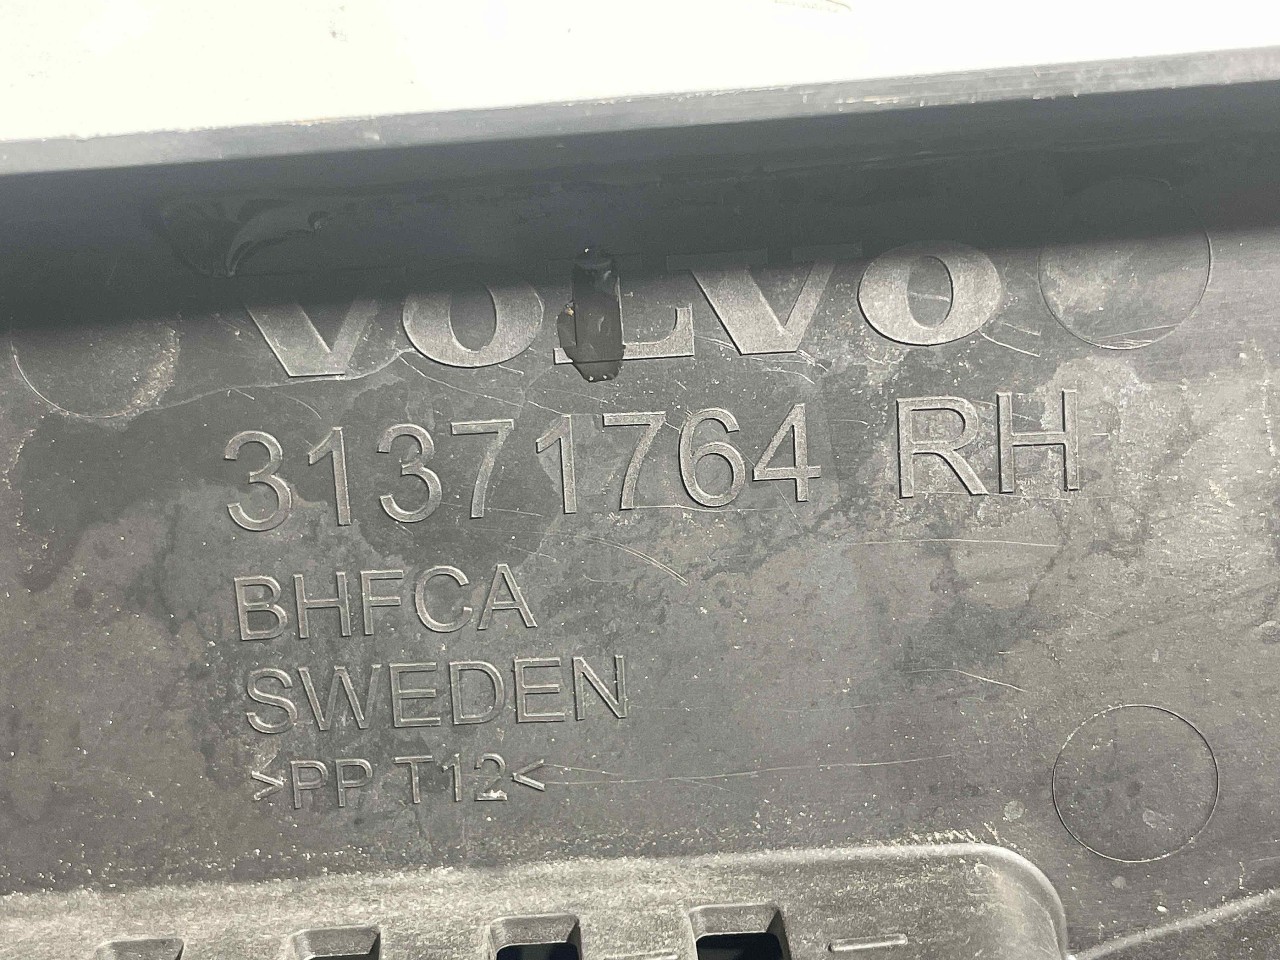 VOLVO
31371764 RH
BHFCA
SWEDEN
>PP T12<